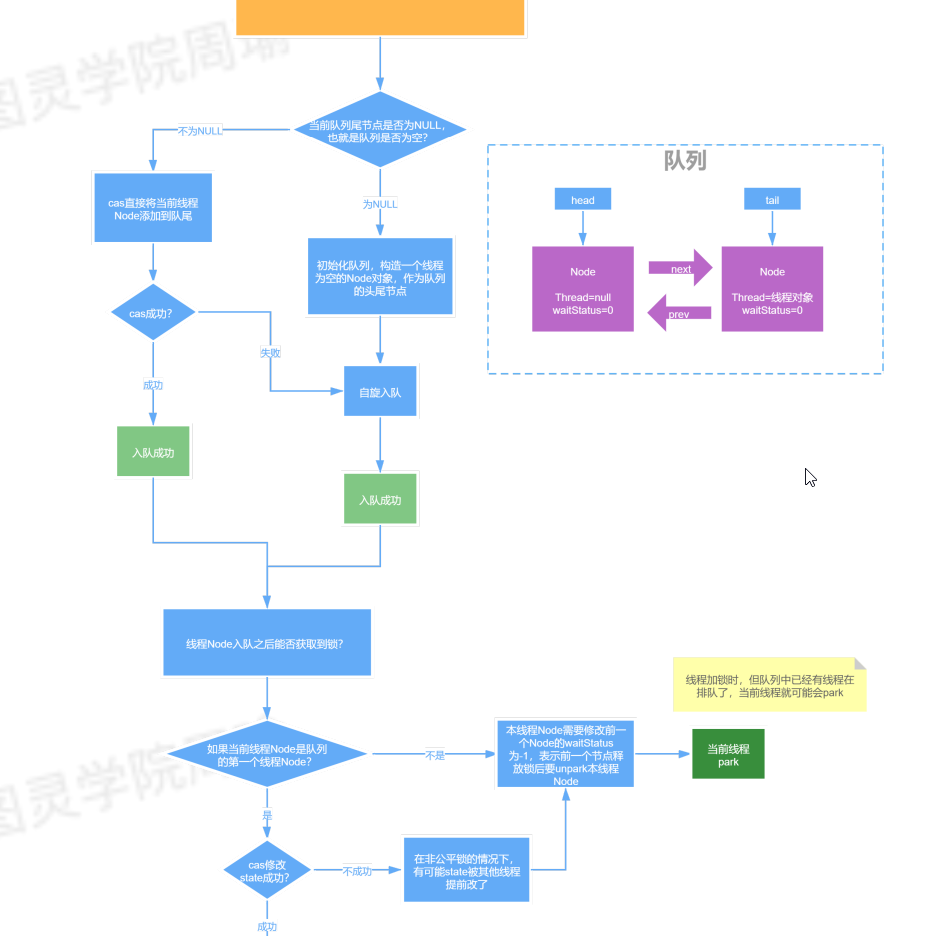 图灵学院周瑜
当前队列尾节点是否为NULL，
也就是队列是否为空？
不为NULL
为NULL
cas直接将当前线程
Node添加到队尾
初始化队列，构造一个线程
为空的Node对象，作为队列
的头尾节点
cas成功?
失败
成功
自旋入队
入队成功
入队成功
队列
head
tail
Node
Thread=null
waitStatus=0
next
prev
Node
Thread=线程对象
waitStatus=0
线程Node入队之后能否获取到锁?
线程加锁时，但队列中已经有线程在
排队了，当前线程就可能会park
如果当前线程Node是队列
的第一个线程Node？
不是
本线程Node需要修改前一
个Node的waitStatus
为-1，表示前一个节点释
放锁后要unpark本线程
Node
当前线程
park
图灵学院周
是
cas修改
state成功?
不成功
在非公平锁的情况下，
有可能state被其他线程
提前改了
成功